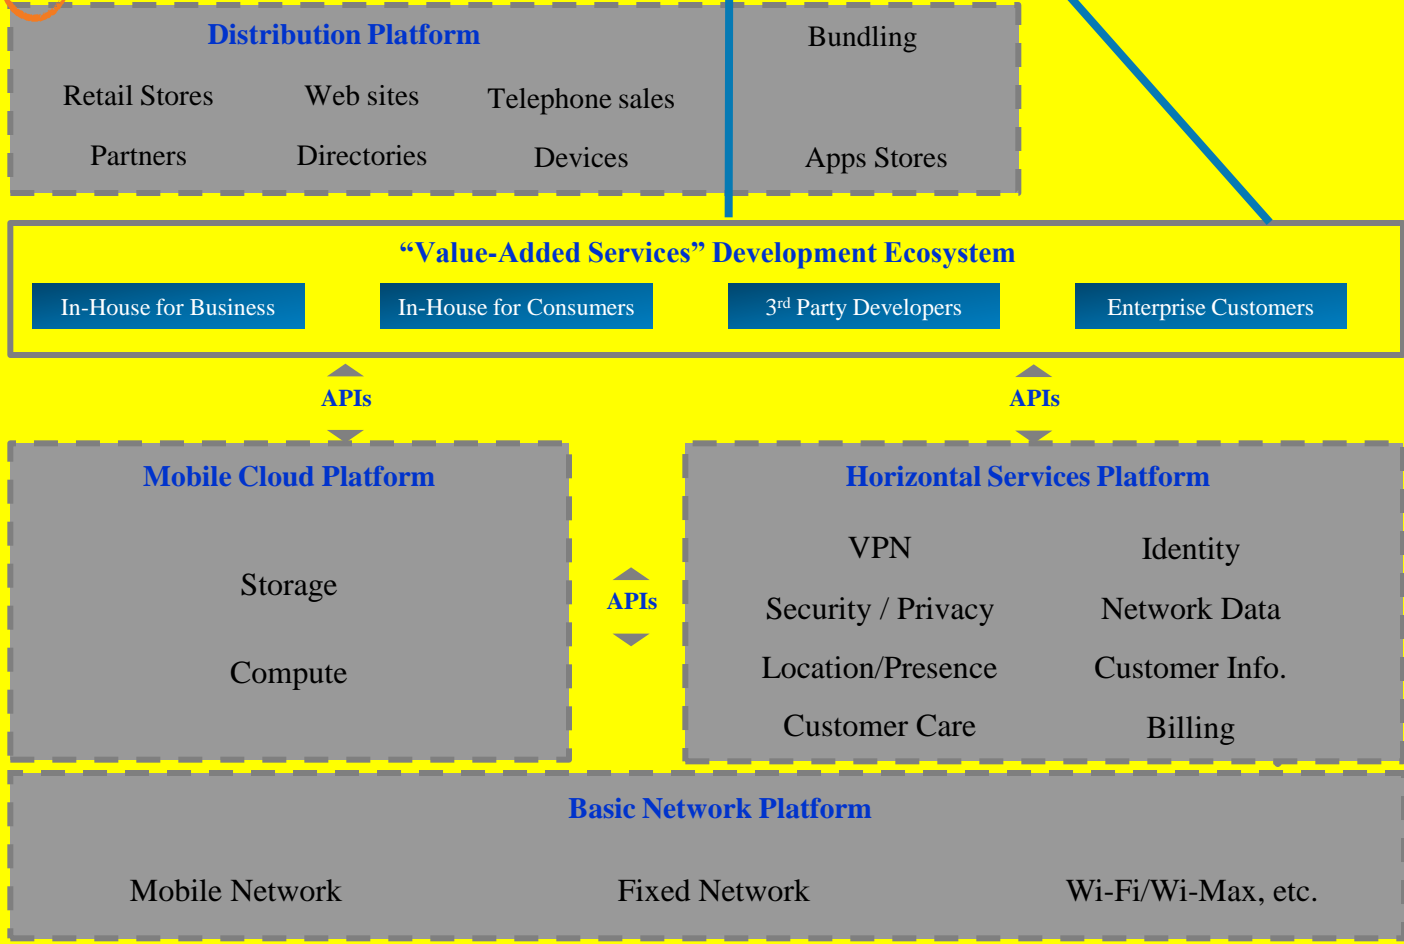 Distribution Platform
Bundling
Retail Stores
Web sites
Telephone sales
Partners
Directories
Devices
Apps Stores
“Value-Added Services” Development Ecosystem
In-House for Business
In-House for Consumers
3rd Party Developers
Enterprise Customers
APIs
APIs
Mobile Cloud Platform
Storage
Compute
APIs
Horizontal Services Platform
VPN
Identity
Security / Privacy
Network Data
Location/Presence
Customer Info.
Customer Care
Billing
Basic Network Platform
Mobile Network
Fixed Network
Wi-Fi/Wi-Max, etc.